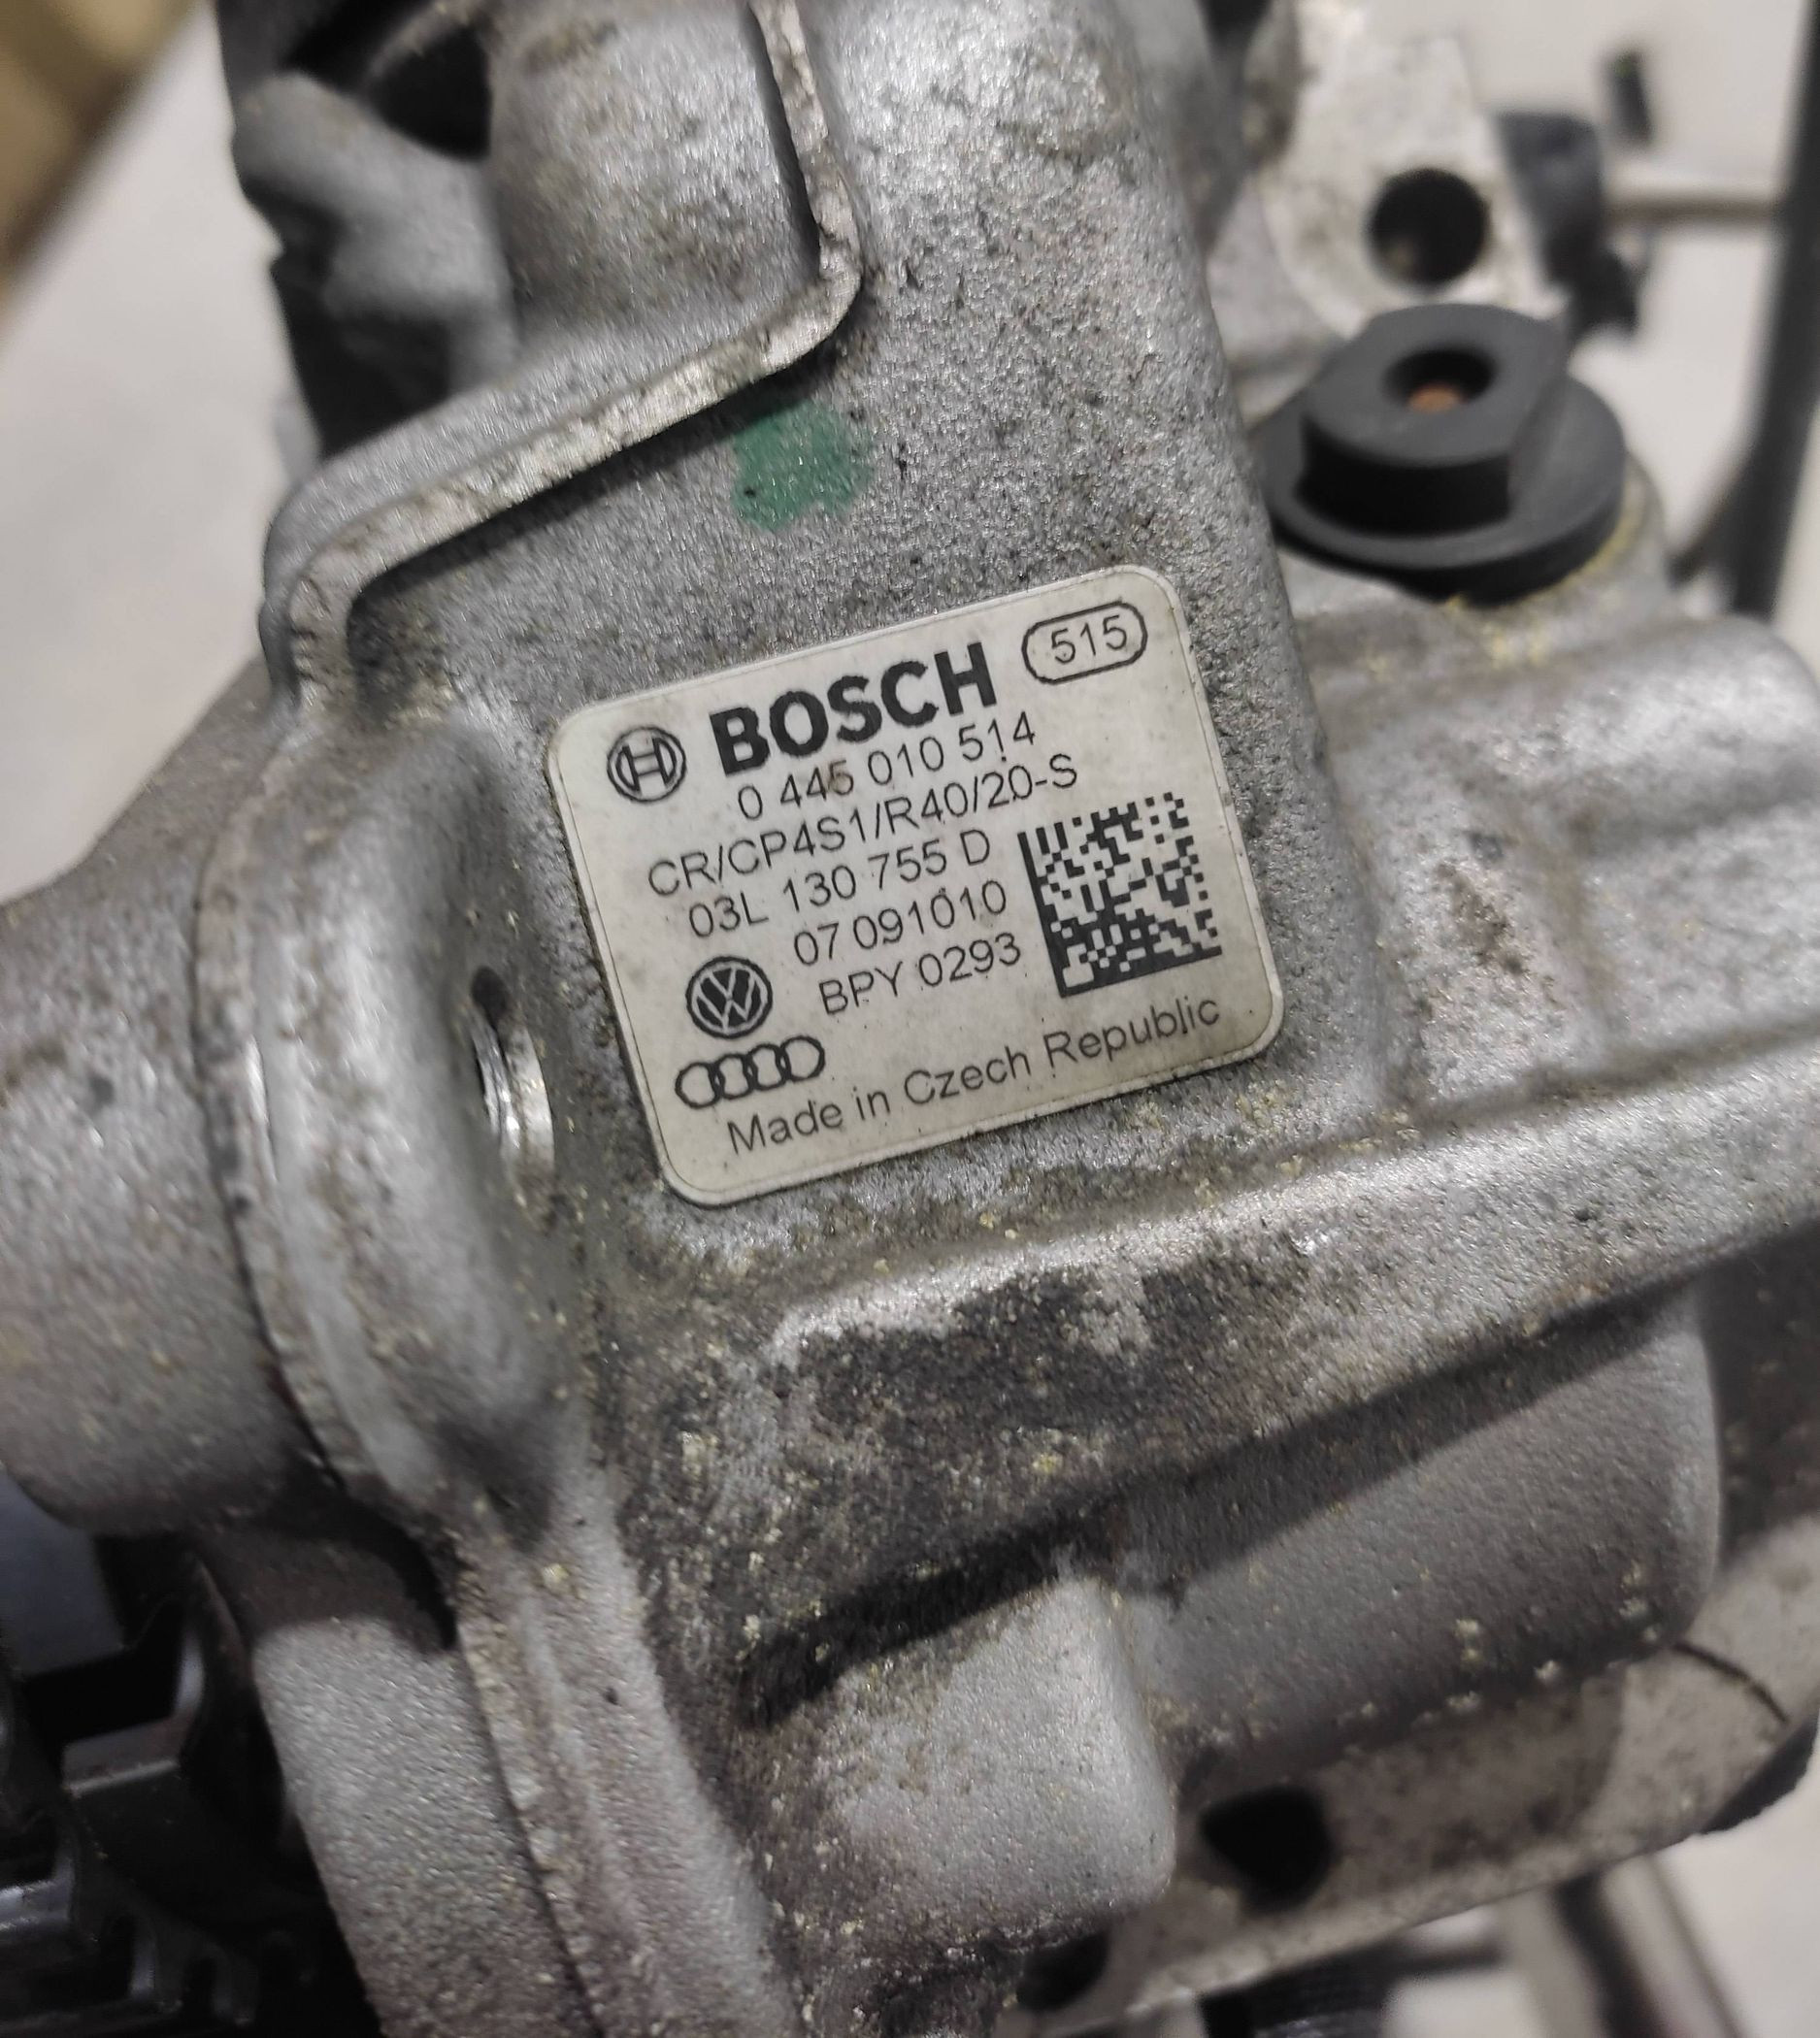 BOSCH 515
0 445 010 514
CR/CP4S1/R40/20-S
03L 130 755 D
07 091010
BPY 0293
Made in Czech Republic